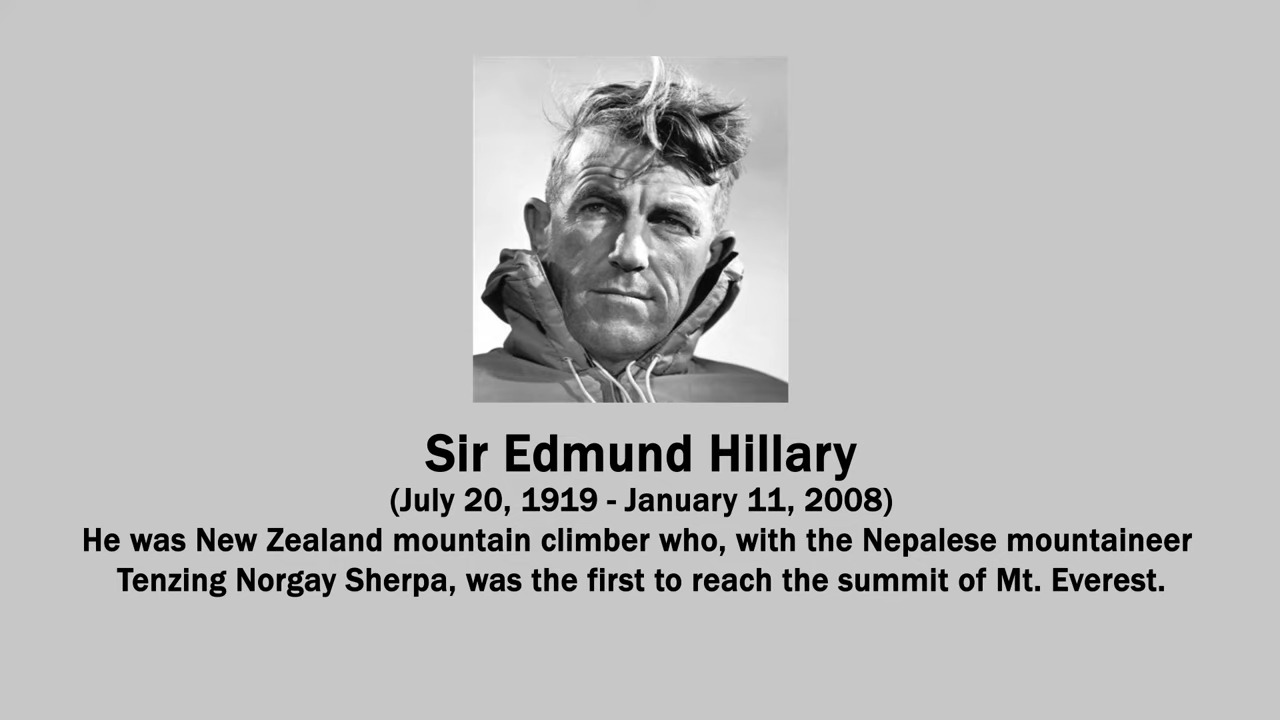 Sir Edmund Hillary
(July 20, 1919 - January 11, 2008)
He was New Zealand mountain climber who, with the Nepalese mountaineer
Tenzing Norgay Sherpa, was the first to reach the summit of Mt. Everest.